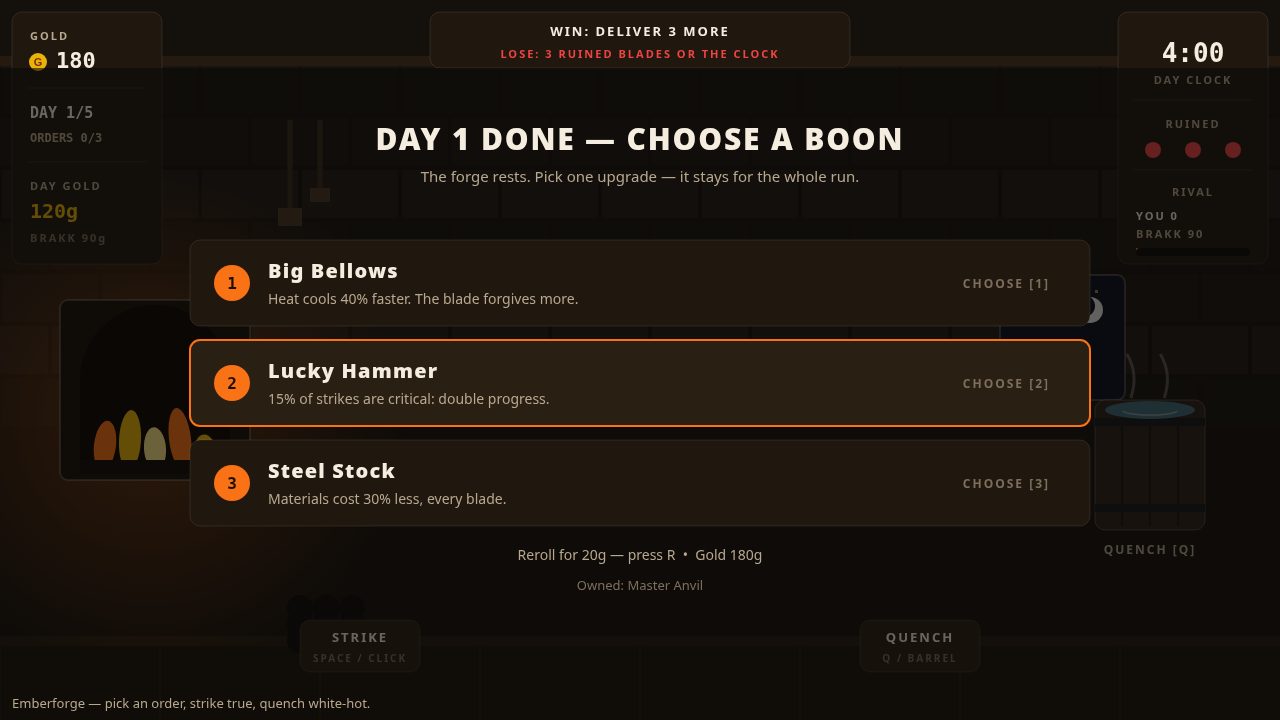 GOLD
G 180
DAY 1/5
ORDERS 0/3
DAY GOLD
120g
BRAKK 90g
WIN: DELIVER 3 MORE
LOSE: 3 RUINED BLADES OR THE CLOCK
4:00
DAY CLOCK
RUINED
RIVAL
YOU 0
BRAKK 90
DAY 1 DONE — CHOOSE A BOON
The forge rests. Pick one upgrade — it stays for the whole run.
1
Big Bellows
Heat cools 40% faster. The blade forgives more.
CHOOSE [1]
2
Lucky Hammer
15% of strikes are critical: double progress.
CHOOSE [2]
3
Steel Stock
Materials cost 30% less, every blade.
CHOOSE [3]
Reroll for 20g — press R • Gold 180g
Owned: Master Anvil
QUENCH [Q]
STRIKE
SPACE / CLICK
QUENCH
Q / BARREL
Emberforge — pick an order, strike true, quench white-hot.